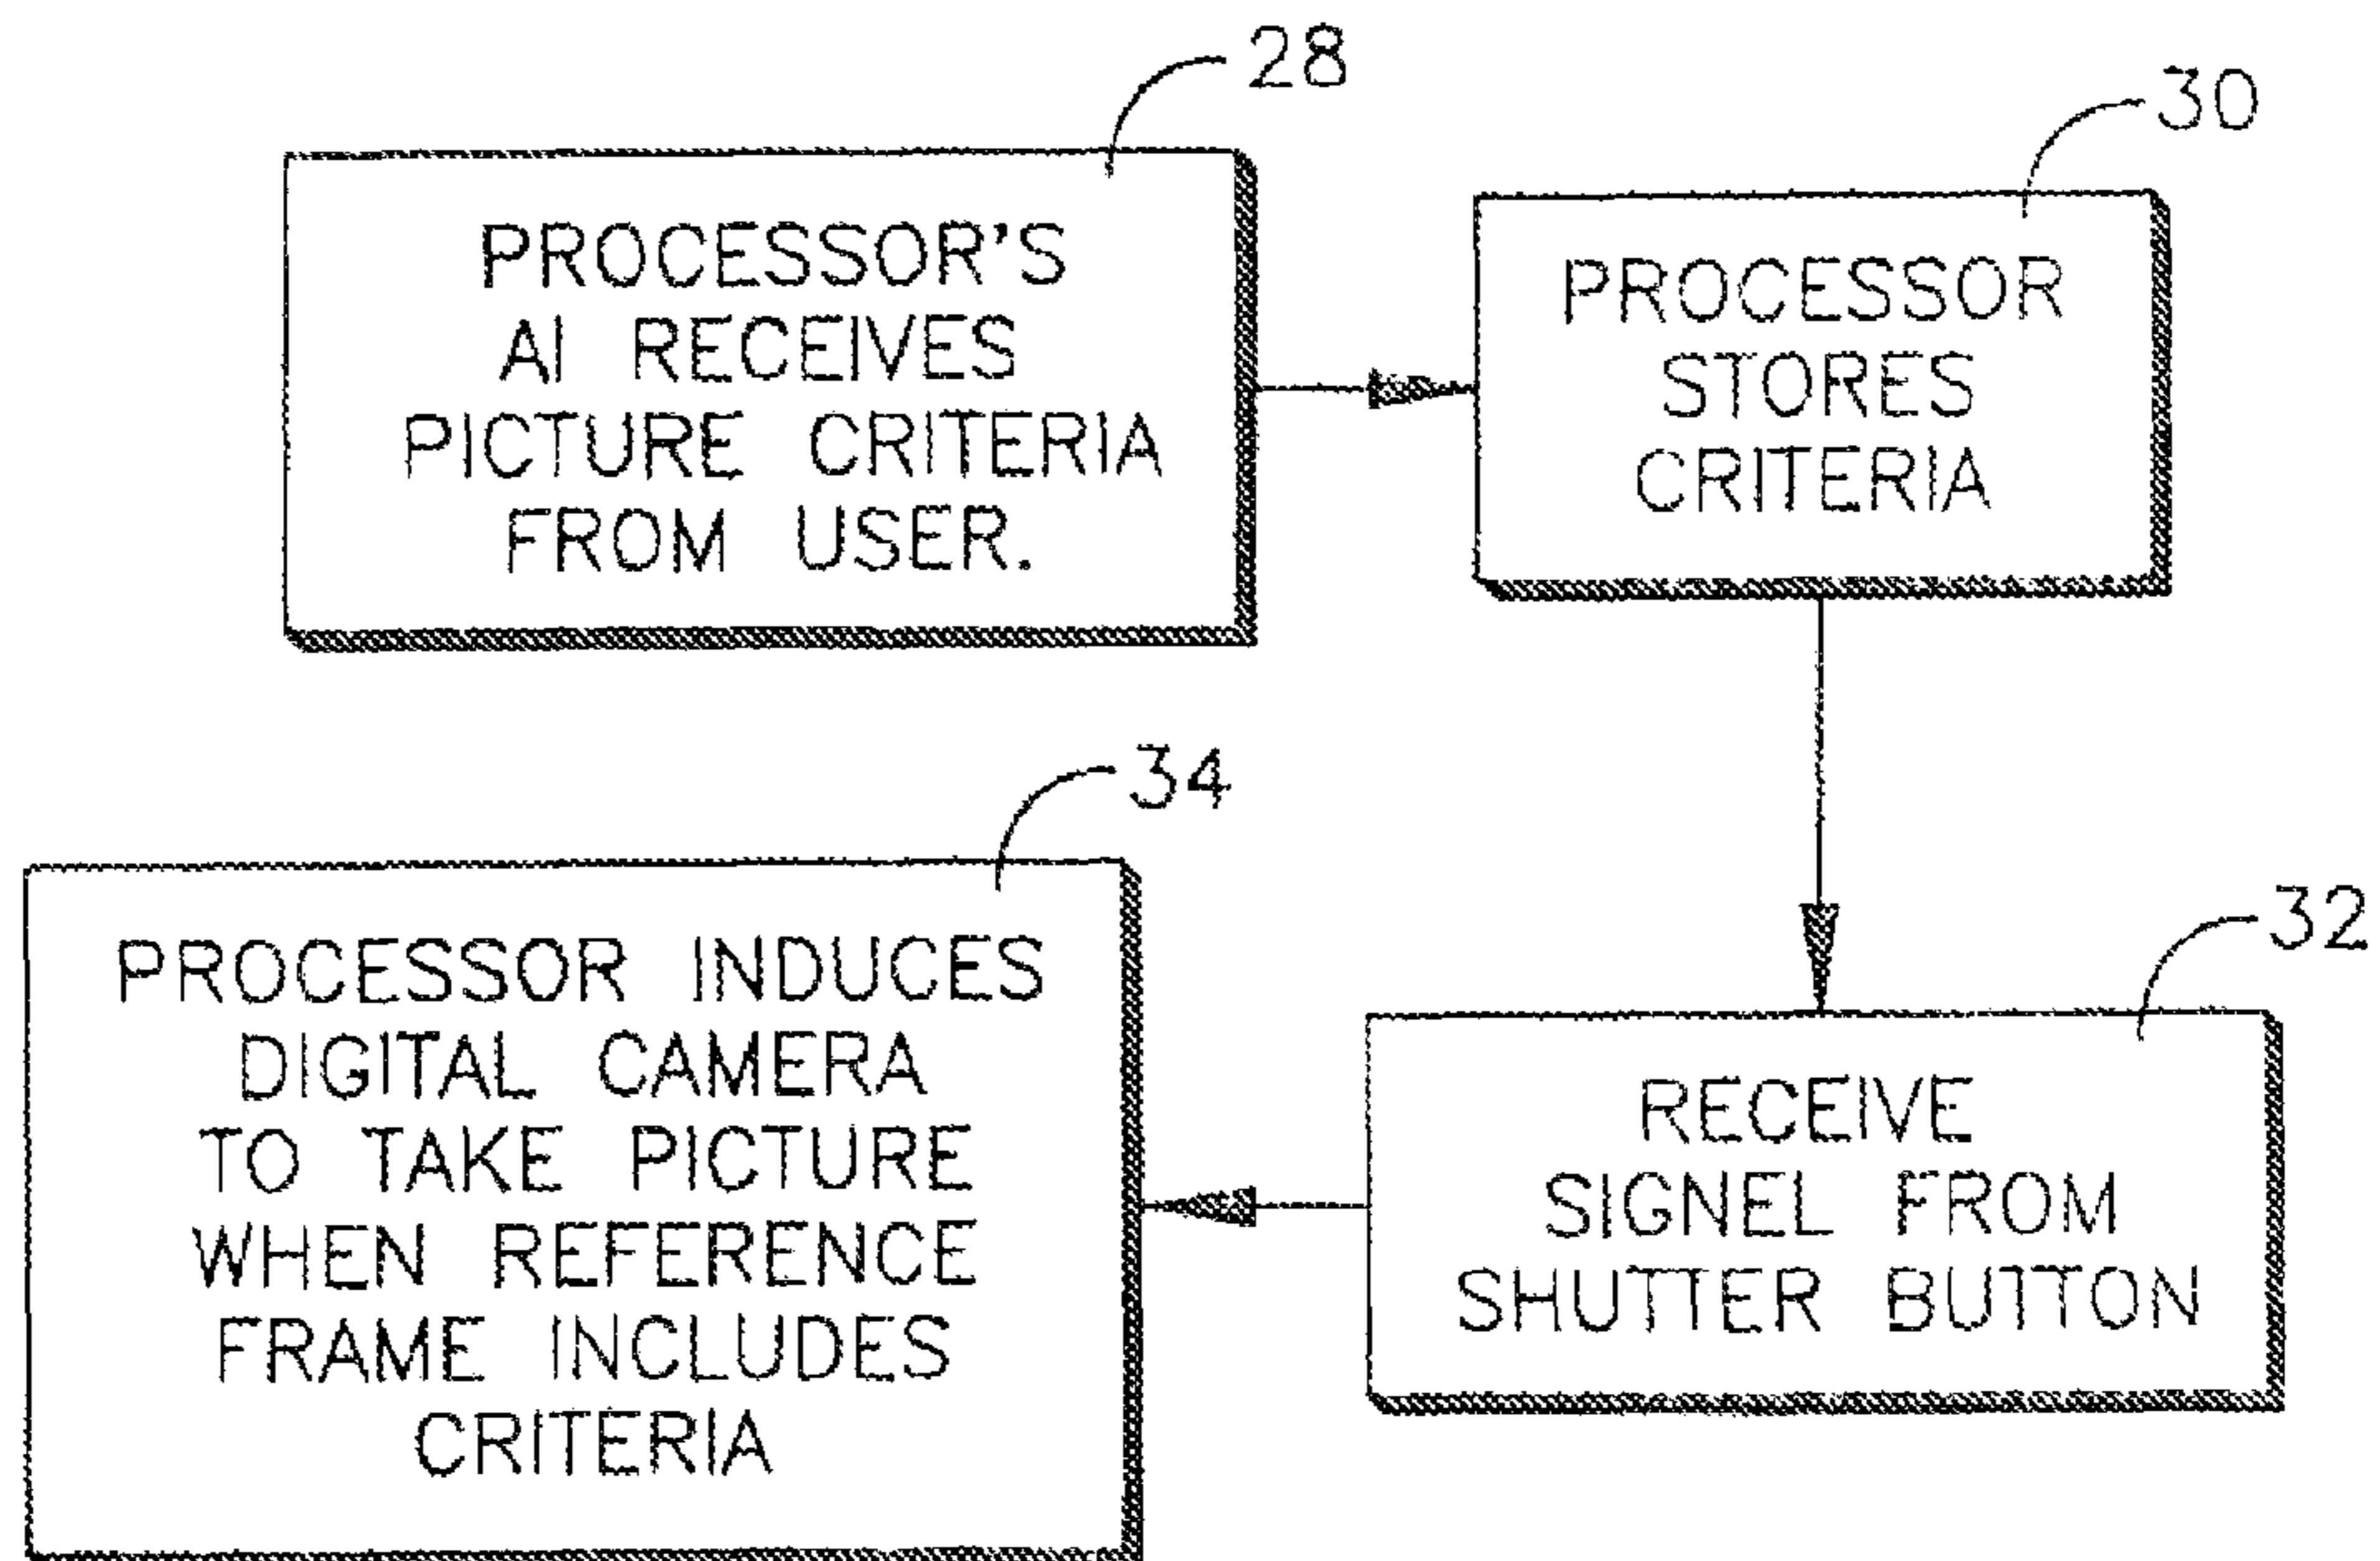 28
PROCESSOR'S
AI RECEIVES
PICTURE CRITERIA
FROM USER.
30
PROCESSOR
STORES
CRITERIA
32
RECEIVE
SIGNEL FROM
SHUTTER BUTTON
34
PROCESSOR INDUCES
DIGITAL CAMERA
TO TAKE PICTURE
WHEN REFERENCE
FRAME INCLUDES
CRITERIA